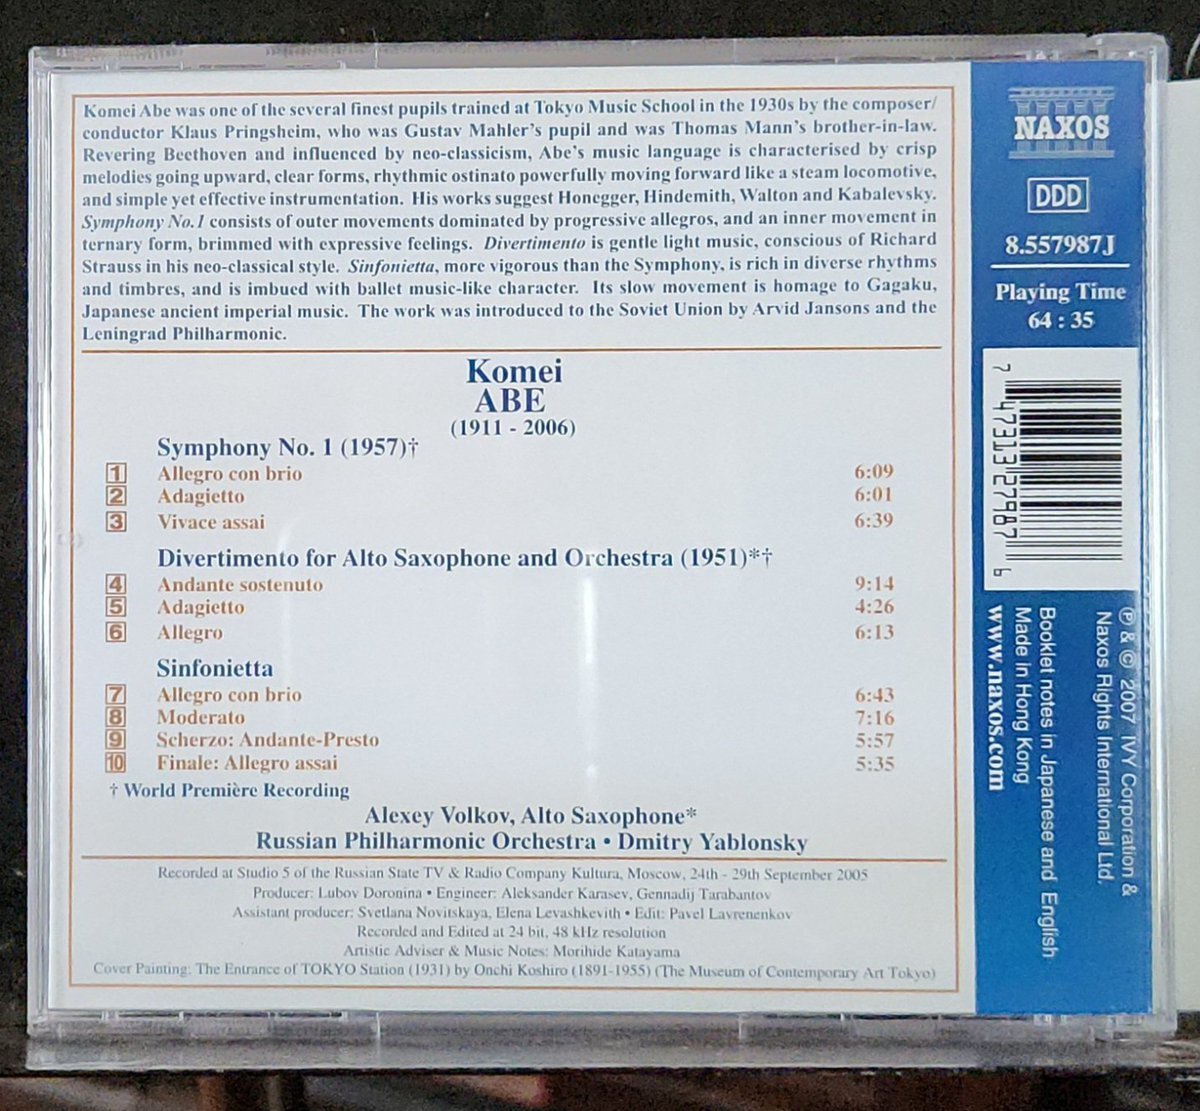 Komei Abe was one of the several finest pupils trained at Tokyo Music School in the 1930s by the composer/
conductor Klaus Pringsheim, who was Gustav Mahler's pupil and was Thomas Mann's brother-in-law.
Revering Beethoven and influenced by neo-classicism, Abe's music language is characterised by crisp
melodies going upward, clear forms, rhythmic ostinato powerfully moving forward like a steam locomotive,
and simple yet effective instrumentation. His works suggest Honegger, Hindemith, Walton and Kabalevsky.
Symphony No.1 consists of outer movements dominated by progressive allegros, and an inner movement in
ternary form, brimmed with expressive feelings. Divertimento is gentle light music, conscious of Richard
Strauss in his neo-classical style. Sinfonietta, more vigorous than the Symphony, is rich in diverse rhythms
and timbres, and is imbued with ballet music-like character. Its slow movement is homage to Gagaku,
Japanese ancient imperial music. The work was introduced to the Soviet Union by Arvid Jansons and the
Leningrad Philharmonic.
Komei
ABE
(1911 - 2006)
Symphony No. 1 (1957)†
1 Allegro con brio 6:09
2 Adagietto 6:01
3 Vivace assai 6:39
Divertimento for Alto Saxophone and Orchestra (1951)*†
4 Andante sostenuto 9:14
5 Adagietto 4:26
6 Allegro 6:13
Sinfonietta
7 Allegro con brio 6:43
8 Moderato 7:16
9 Scherzo: Andante-Presto 5:57
10 Finale: Allegro assai 5:35
† World Première Recording
Alexey Volkov, Alto Saxophone*
Russian Philharmonic Orchestra • Dmitry Yablonsky
Recorded at Studio 5 of the Russian State TV & Radio Company Kultura, Moscow, 24th - 29th September 2005
Producer: Lubov Doronina • Engineer: Aleksander Karasev, Gennadij Tarabantov
Assistant producer: Svetlana Novitskaya, Elena Levashkevith • Edit: Pavel Lavrenenkov
Recorded and Edited at 24 bit, 48 kHz resolution
Artistic Adviser & Music Notes: Morihide Katayama
Cover Painting: The Entrance of TOKYO Station (1931) by Onchi Koshiro (1891-1955) (The Museum of Contemporary Art Tokyo)
NAXOS
DDD
8.557987J
Playing Time
64 : 35
7 47313 27987 6
℗ & © 2007 IVY Corporation &
Naxos Rights International Ltd.
Booklet notes in Japanese and English
Made in Hong Kong
www.naxos.com